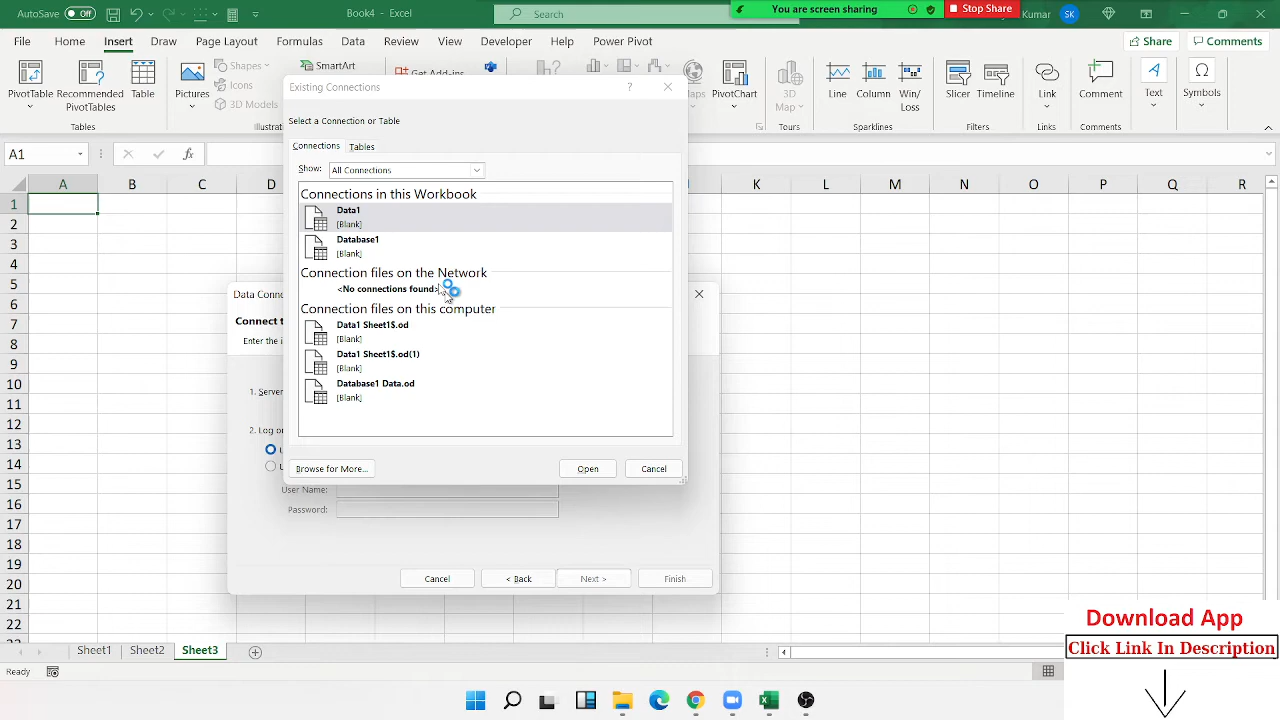 AutoSave Off Book4 - Excel Search You are screen sharing Stop Share Kumar SK
File Home Insert Draw Page Layout Formulas Data Review View Developer Help Power Pivot Share Comments
Shapes SmartArt Get Add-ins
Icons
3D Models
PivotTable Recommended PivotTables Table Pictures Maps PivotChart 3D Map Line Column Win/Loss Slicer Timeline Link Comment Text Symbols
Tables Tours Sparklines Filters Links Comments
A1 fx
A B C D K L M N O P Q R
1
2
3
4
5
6
7
8
9
10
11
12
13
14
15
16
17
18
19
20
21
22
Existing Connections ?
Select a Connection or Table
Connections Tables
Show: All Connections
Connections in this Workbook
Data1
[Blank]
Database1
[Blank]
Connection files on the Network
<No connections found>
Connection files on this computer
Data1 Sheet1$.od
[Blank]
Data1 Sheet1$.od(1)
[Blank]
Database1 Data.od
[Blank]
Browse for More... Open Cancel
Data Conne
Connect t
Enter the i
1. Server
2. Log o
User Name:
Password:
Cancel < Back Next > Finish
Sheet1 Sheet2 Sheet3
Ready
Download App
Click Link In Description